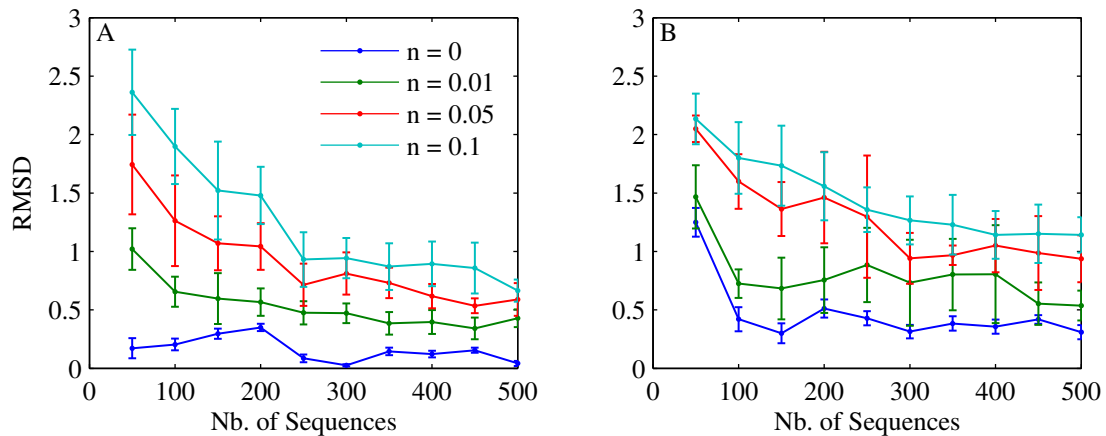 A
n = 0
n = 0.01
n = 0.05
n = 0.1
3
2.5
2
1.5
1
0.5
0
RMSD
0 100 200 300 400 500
Nb. of Sequences
B
3
2.5
2
1.5
1
0.5
0
0 100 200 300 400 500
Nb. of Sequences